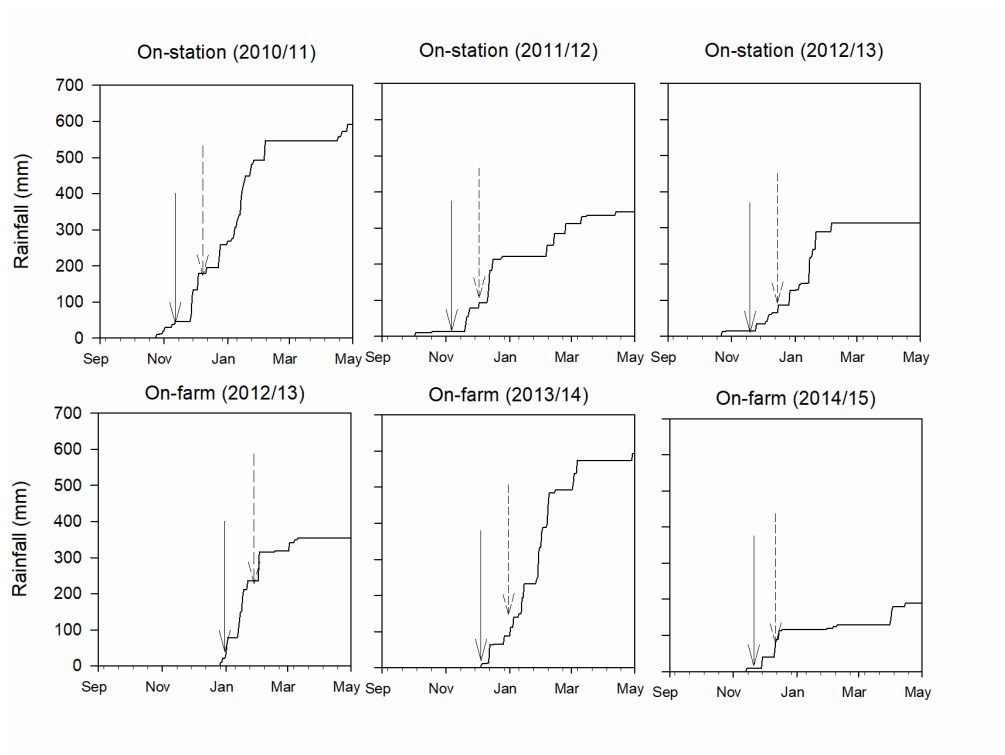 On-station (2010/11) On-station (2011/12) On-station (2012/13)
Rainfall (mm)
700
600
500
400
300
200
100
0
Sep Nov Jan Mar May Sep Nov Jan Mar May Sep Nov Jan Mar May
On-farm (2012/13) On-farm (2013/14) On-farm (2014/15)
Rainfall (mm)
700
600
500
400
300
200
100
0
Sep Nov Jan Mar May Sep Nov Jan Mar May Sep Nov Jan Mar May